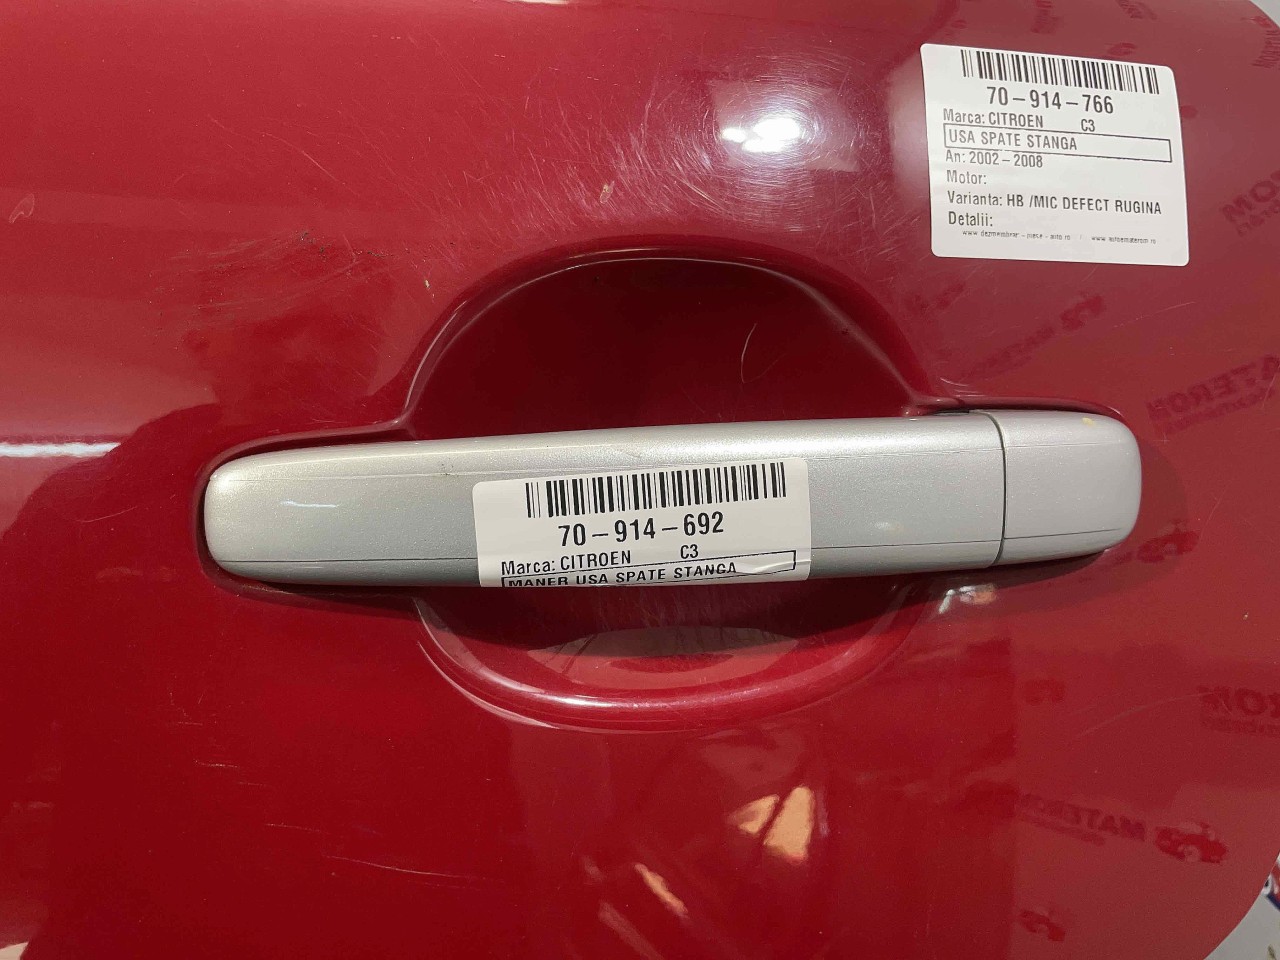 70-914-766
Marca: CITROEN C3
USA SPATE STANGA
An: 2002-2008
Motor:
Varianta: HB /MIC DEFECT RUGINA
Detalii:
70-914-692
Marca: CITROEN C3
MANER USA SPATE STANGA
MATEROM